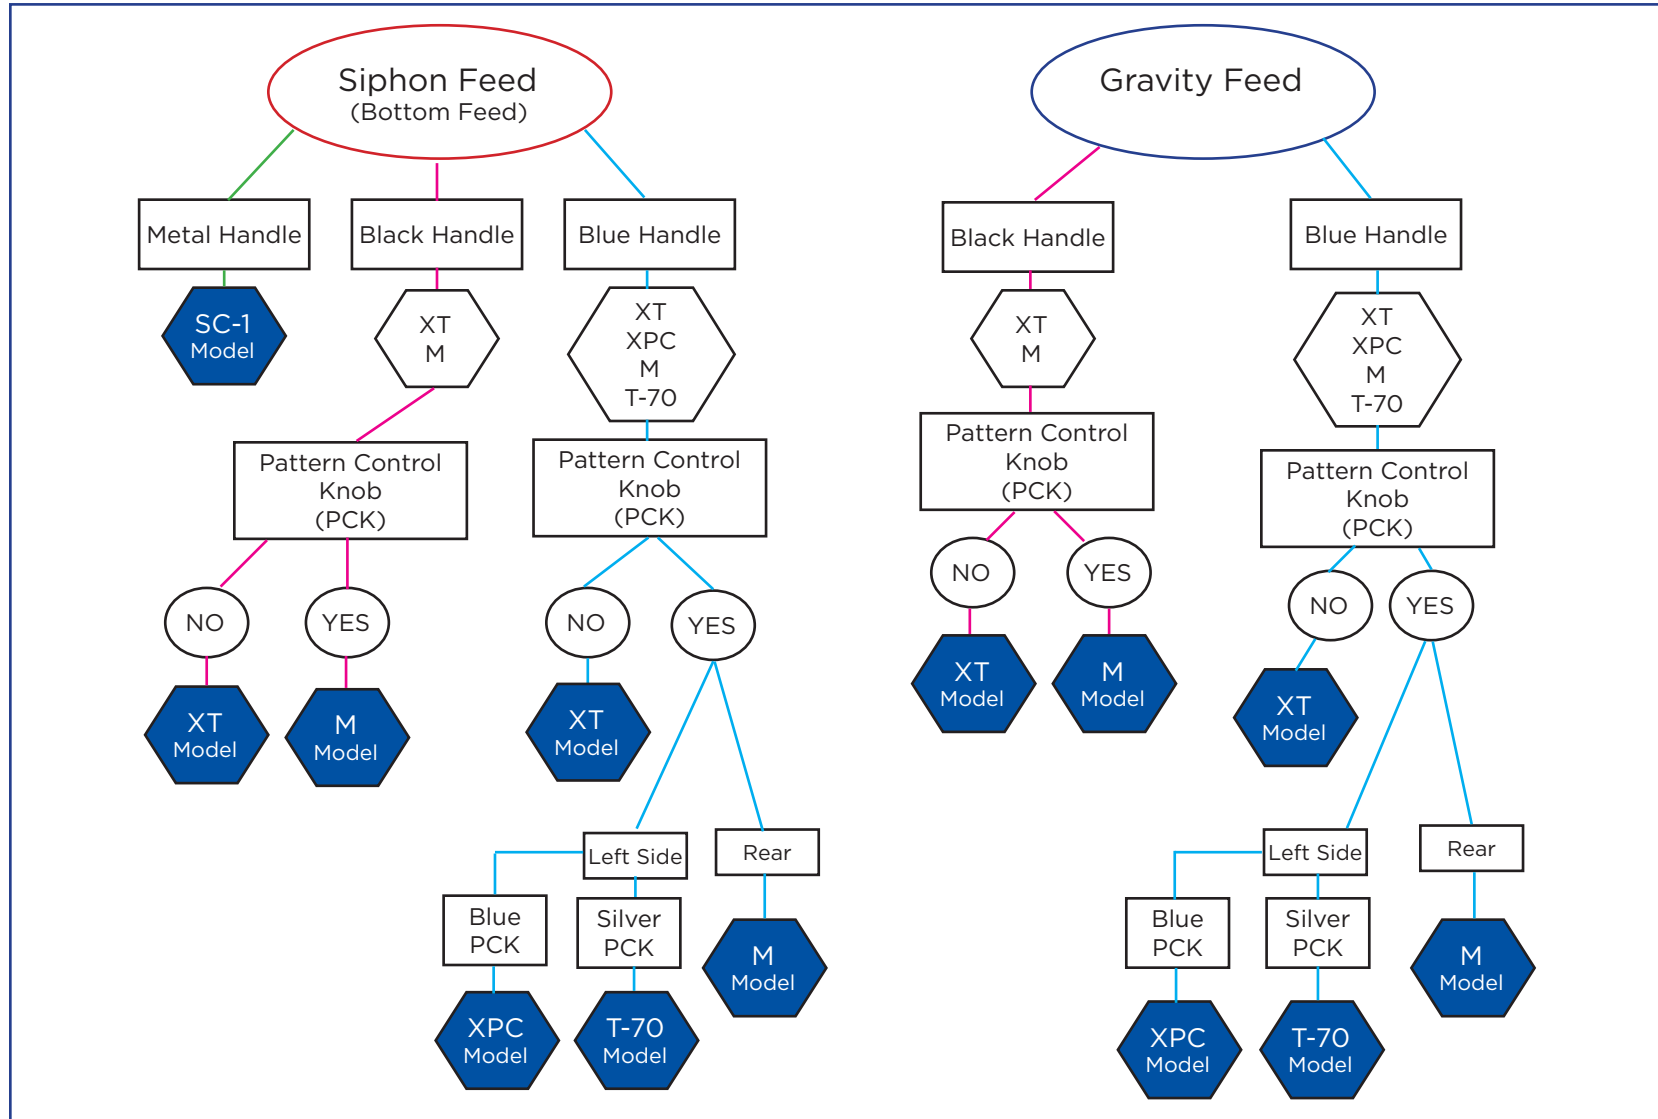 Siphon Feed
(Bottom Feed)
Metal Handle
Black Handle
Blue Handle
SC-1
Model
XT
M
XT
XPC
M
T-70
Pattern Control
Knob
(PCK)
Pattern Control
Knob
(PCK)
NO
YES
NO
YES
XT
Model
M
Model
XT
Model
Left Side
Rear
Blue
PCK
Silver
PCK
M
Model
XPC
Model
T-70
Model
Gravity Feed
Black Handle
Blue Handle
XT
M
XT
XPC
M
T-70
Pattern Control
Knob
(PCK)
Pattern Control
Knob
(PCK)
NO
YES
NO
YES
XT
Model
M
Model
XT
Model
Left Side
Rear
Blue
PCK
Silver
PCK
M
Model
XPC
Model
T-70
Model